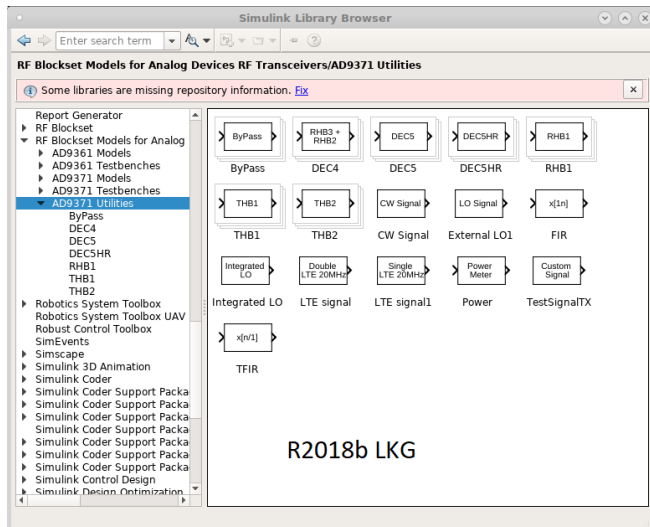 Simulink Library Browser
Enter search term
RF Blockset Models for Analog Devices RF Transceivers/AD9371 Utilities
Some libraries are missing repository information. Fix
Report Generator
RF Blockset
RF Blockset Models for Analog
AD9361 Models
AD9361 Testbenches
AD9371 Models
AD9371 Testbenches
AD9371 Utilities
ByPass
DEC4
DEC5
DEC5HR
RHB1
THB1
THB2
Robotics System Toolbox
Robotics System Toolbox UAV
Robust Control Toolbox
SimEvents
Simscape
Simulink 3D Animation
Simulink Coder
Simulink Coder Support Packa
Simulink Coder Support Packa
Simulink Coder Support Packa
Simulink Coder Support Packa
Simulink Coder Support Packa
Simulink Coder Support Packa
Simulink Coder Support Packa
Simulink Control Design
Simulink Design Optimization
ByPass
RHB3 +
RHB2
DEC5
DEC5HR
RHB1
ByPass
DEC4
DEC5
DEC5HR
RHB1
THB1
THB2
CW Signal
LO Signal
x[1n]
THB1
THB2
CW Signal
External LO1
FIR
Integrated
LO
Double
LTE 20MHz
Single
LTE 20MHz
Power
Meter
Custom
Signal
Integrated LO
LTE signal
LTE signal1
Power
TestSignalTX
x[n/1]
TFIR
R2018b LKG